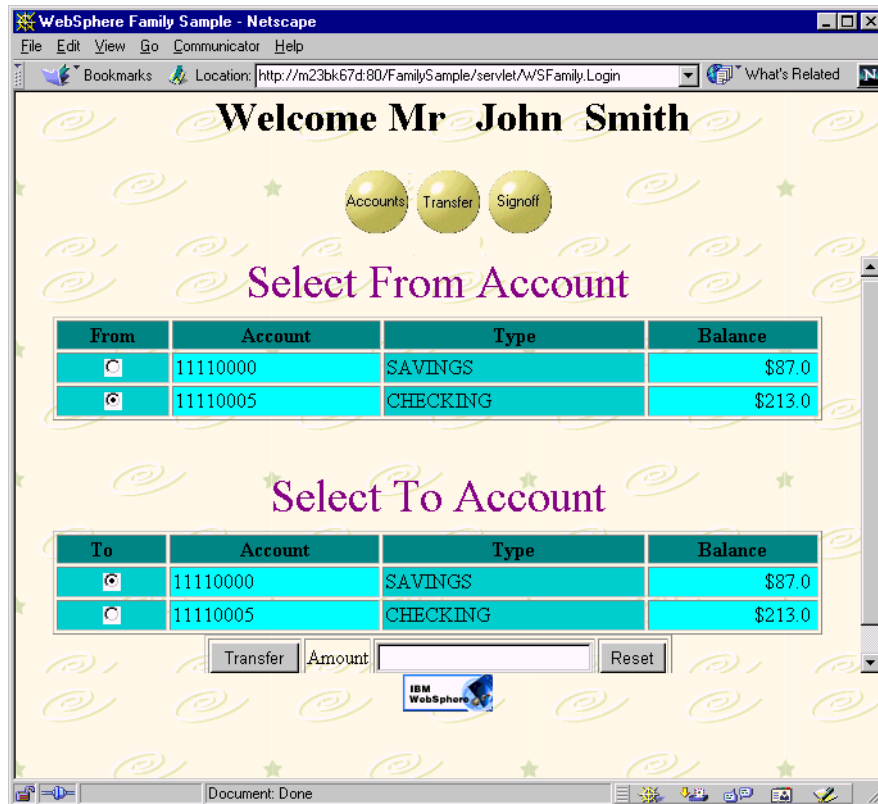 WebSphere Family Sample - Netscape
File Edit View Go Communicator Help
Bookmarks Location: http://m23bk67d:80/FamilySample/servlet/WSFamily.Login What's Related N
Welcome Mr John Smith
Accounts Transfer Signoff
Select From Account
From Account Type Balance
11110000 SAVINGS $87.0
11110005 CHECKING $213.0
Select To Account
To Account Type Balance
11110000 SAVINGS $87.0
11110005 CHECKING $213.0
Transfer Amount Reset
IBM
WebSphere
Document: Done